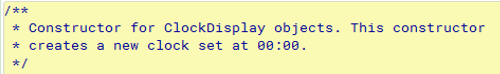 /**
* Constructor for ClockDisplay objects. This constructor
* creates a new clock set at 00:00.
*/